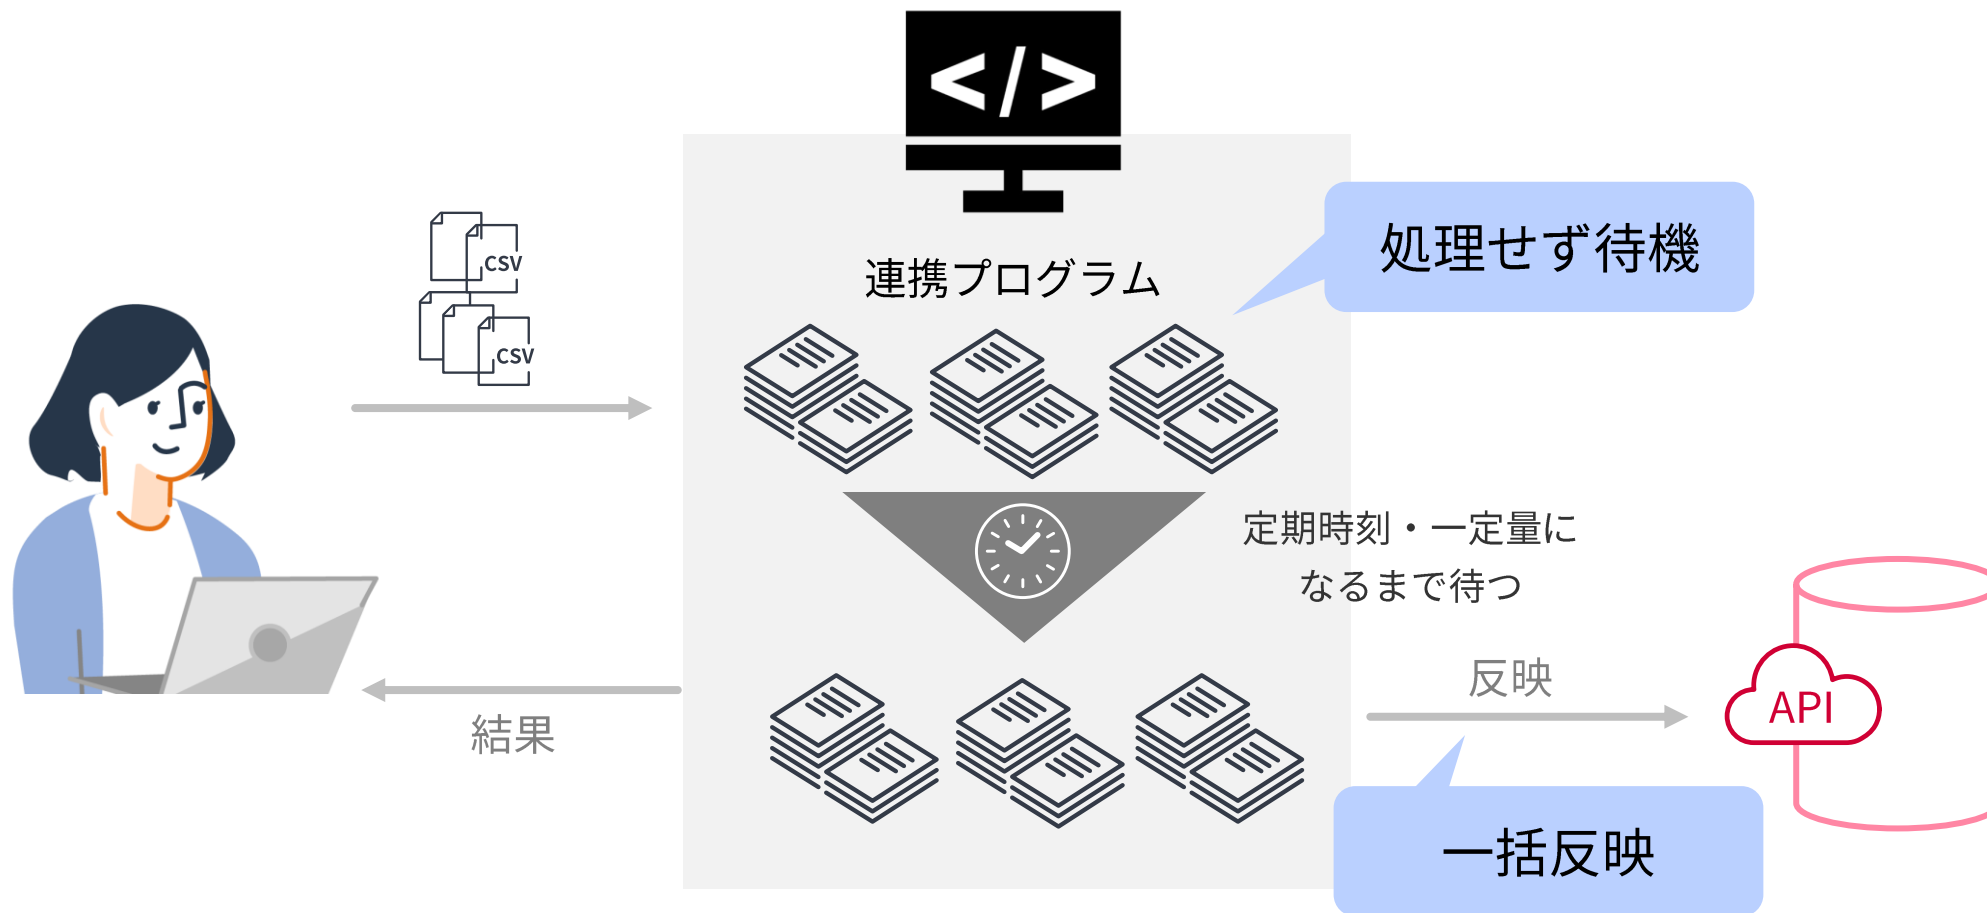 </>
CSV
CSV
連携プログラム
処理せず待機
定期時刻・一定量に
なるまで待つ
反映
API
結果
一括反映